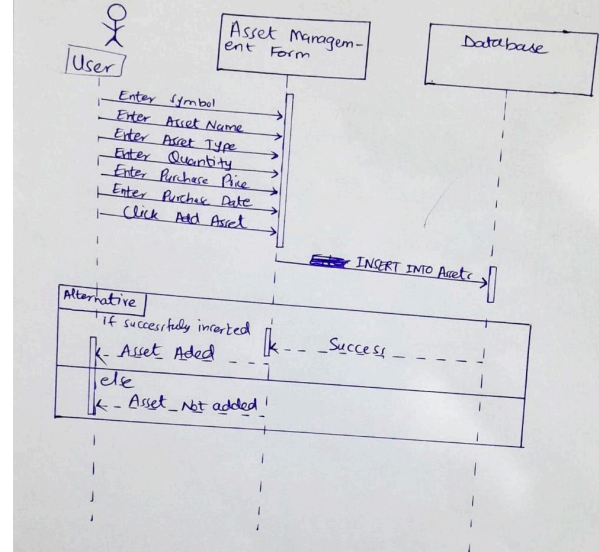 User
Asset Managem-
ent Form
Database
Enter Symbol
Enter Asset Name
Enter Asset Type
Enter Quantity
Enter Purchase Price
Enter Purchase Date
Click Add Asset
INSERT INTO Assets
Alternative
if successfully inserted
Success
Asset Aded
else
Asset Not added